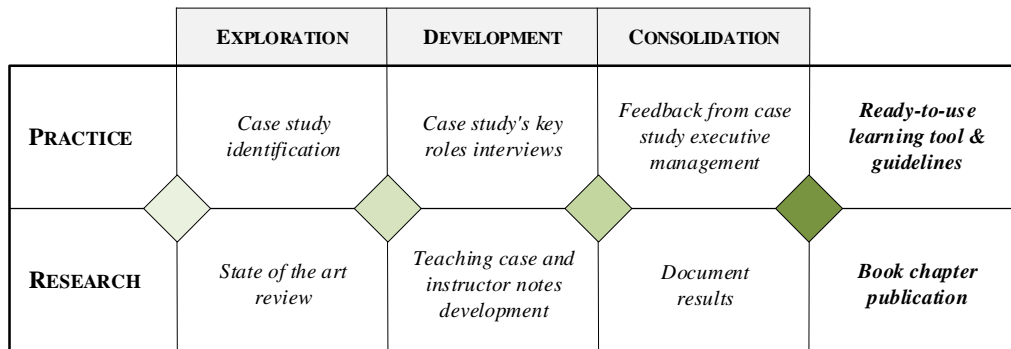 EXPLORATION
DEVELOPMENT
CONSOLIDATION
PRACTICE
Case study
identification
Case study's key
roles interviews
Feedback from case
study executive
management
Ready-to-use
learning tool &
guidelines
RESEARCH
State of the art
review
Teaching case and
instructor notes
development
Document
results
Book chapter
publication